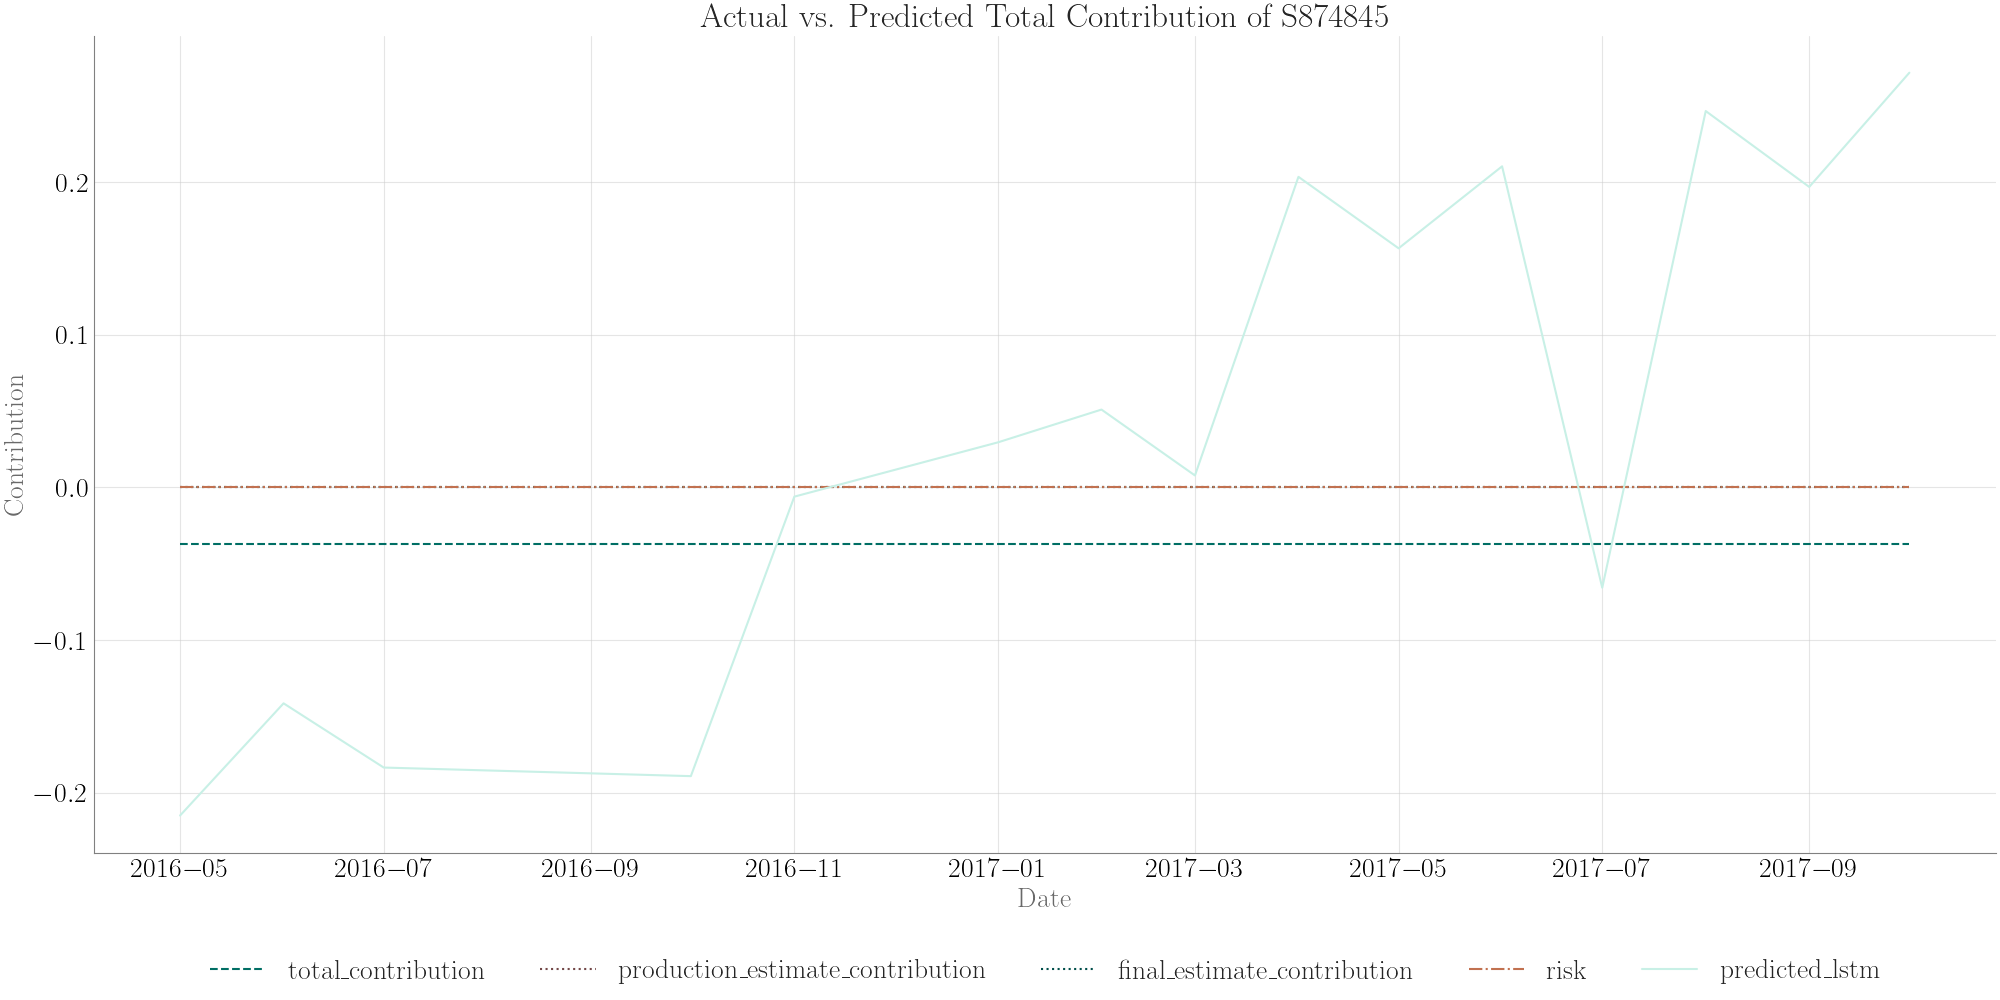 Actual vs. Predicted Total Contribution of S874845
Contribution
0.2
0.1
0.0
−0.1
−0.2
2016−05 2016−07 2016−09 2016−11 2017−01 2017−03 2017−05 2017−07 2017−09
Date
total_contribution production_estimate_contribution final_estimate_contribution risk predicted_lstm